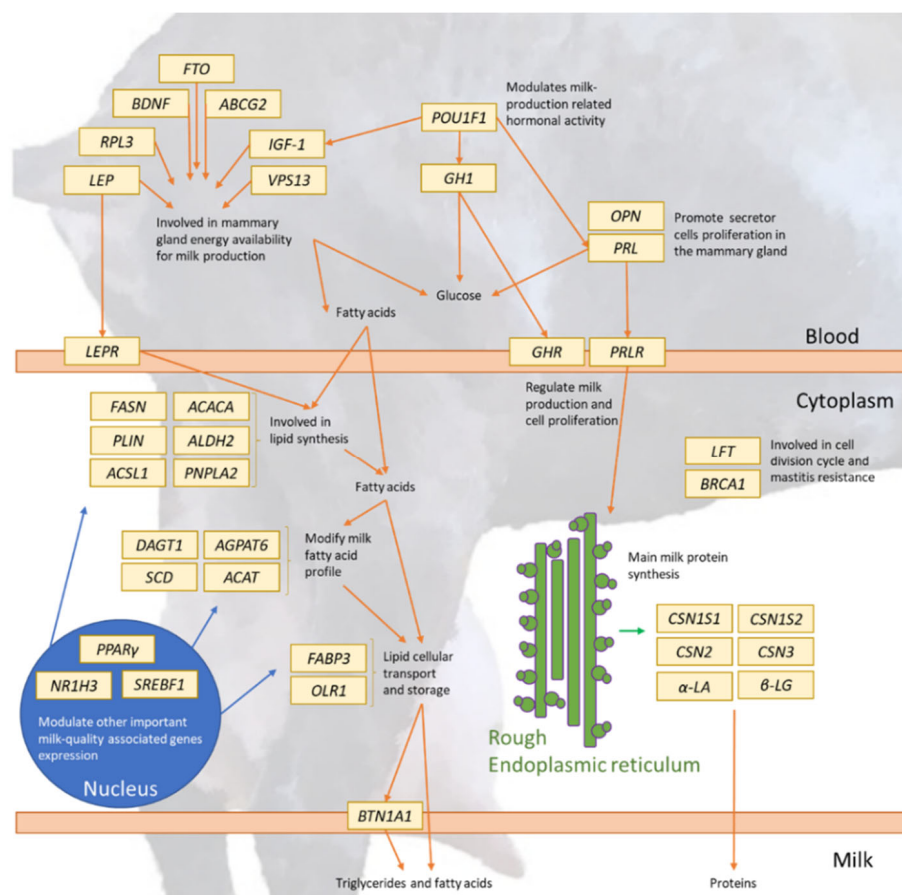 FTO
BDNF
ABCG2
RPL3
IGF-1
LEP
VPS13
Involved in mammary
gland energy availability
for milk production
Modulates milk-
production related
hormonal activity
POU1F1
GH1
OPN
PRL
Promote secretor
cells proliferation in
the mammary gland
Glucose
Fatty acids
Blood
LEPR
GHR
PRLR
Regulate milk
production and
cell proliferation
Cytoplasm
FASN
ACACA
PLIN
ALDH2
ACSL1
PNPLA2
Involved in
lipid synthesis
LFT
BRCA1
Involved in cell
division cycle and
mastitis resistance
Fatty acids
DAGT1
AGPAT6
SCD
ACAT
Modify milk
fatty acid
profile
Main milk protein
synthesis
CSN1S1
CSN1S2
CSN2
CSN3
α-LA
β-LG
PPARγ
NR1H3
SREBF1
Modulate other important
milk-quality associated genes
expression
Nucleus
FABP3
OLR1
Lipid cellular
transport
and storage
Rough
Endoplasmic reticulum
BTN1A1
Milk
Triglycerides and fatty acids
Proteins